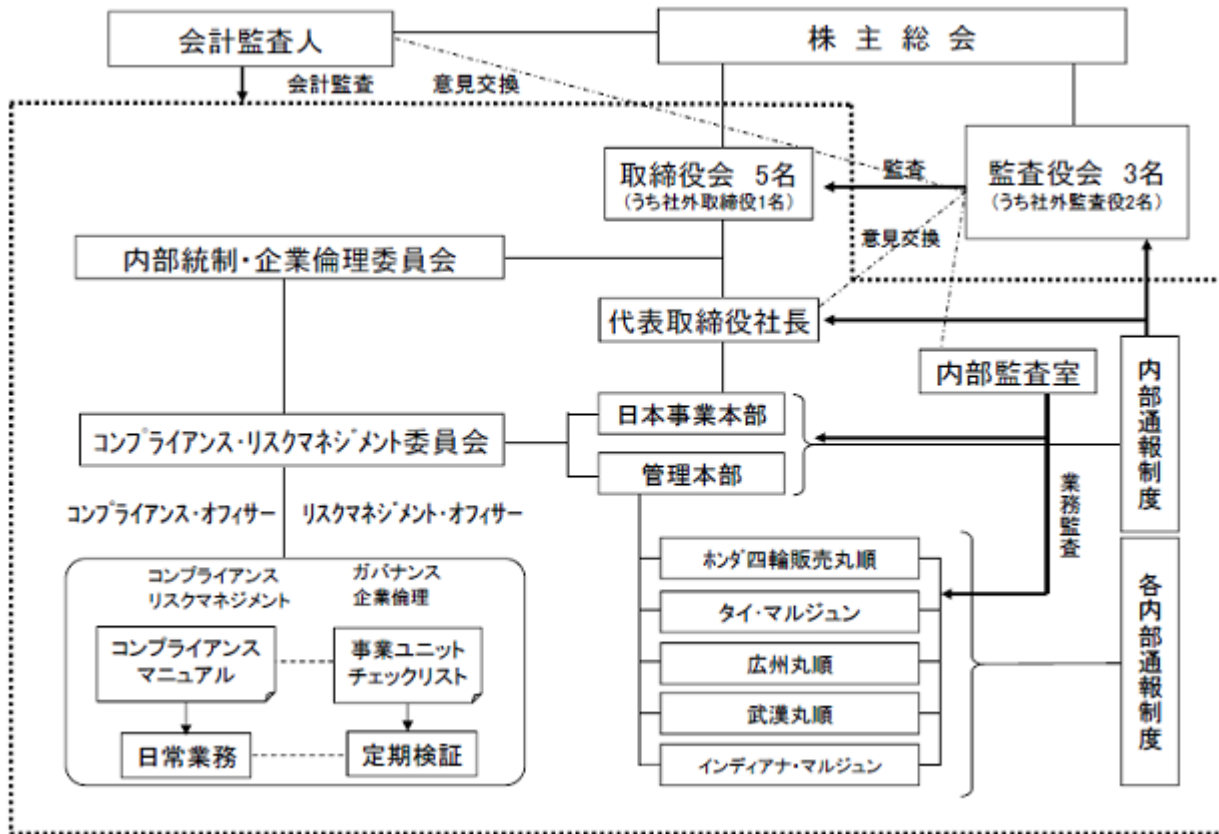 会計監査人
株主総会
会計監査
意見交換
取締役会 5名
(うち社外取締役1名)
監査
監査役会 3名
(うち社外監査役2名)
意見交換
内部統制・企業倫理委員会
代表取締役社長
内部監査室
内部通報制度
日本事業本部
コンプライアンス・リスクマネジメント委員会
管理本部
業務監査
コンプライアンス・オフィサー
リスクマネジメント・オフィサー
コンプライアンス
リスクマネジメント
ガバナンス
企業倫理
コンプライアンス
マニュアル
事業ユニット
チェックリスト
日常業務
定期検証
ホンダ四輪販売丸順
タイ・マルジュン
広州丸順
武漢丸順
インディアナ・マルジュン
各内部通報制度